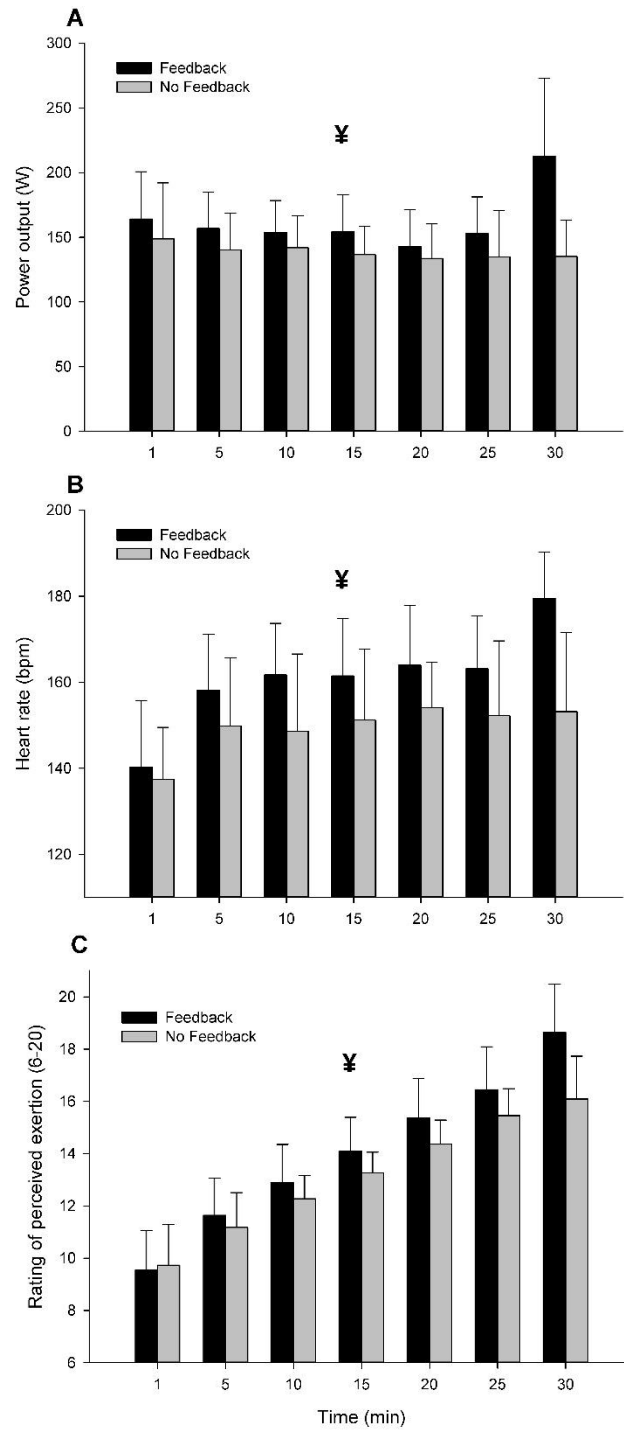 A
300
250
200
150
100
50
0
Power output (W)
Feedback
No Feedback
¥
1 5 10 15 20 25 30
B
200
180
160
140
120
Heart rate (bpm)
Feedback
No Feedback
¥
1 5 10 15 20 25 30
C
20
18
16
14
12
10
8
6
Rating of perceived exertion (6-20)
Feedback
No Feedback
¥
1 5 10 15 20 25 30
Time (min)